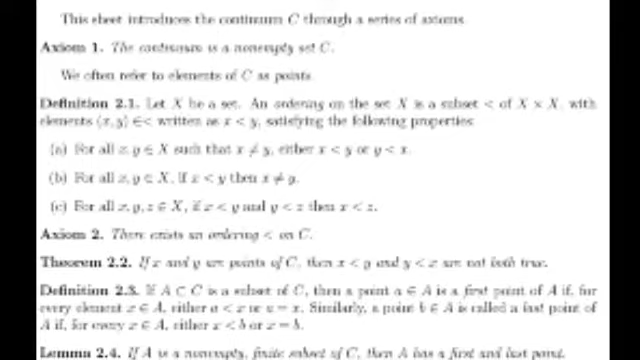 This sheet introduces the continuum C through a series of axioms.
Axiom 1. The continuum is a nonempty set C.
We often refer to elements of C as points.
Definition 2.1. Let X be a set. An ordering on the set X is a subset < of X × X, with
elements (x, y) ∈< written as x < y, satisfying the following properties:
(a) For all x, y ∈ X such that x ≠ y, either x < y or y < x.
(b) For all x, y ∈ X, if x < y then x ≠ y.
(c) For all x, y, z ∈ X, if x < y and y < z then x < z.
Axiom 2. There exists an ordering < on C.
Theorem 2.2. If x and y are points of C, then x < y and y < x are not both true.
Definition 2.3. If A ⊂ C is a subset of C, then a point a ∈ A is a first point of A if, for
every element x ∈ A, either a < x or a = x. Similarly, a point b ∈ A is called a last point of
A if, for every x ∈ A, either x < b or x = b.
Lemma 2.4. If A is a nonempty, finite subset of C, then A has a first and last point.